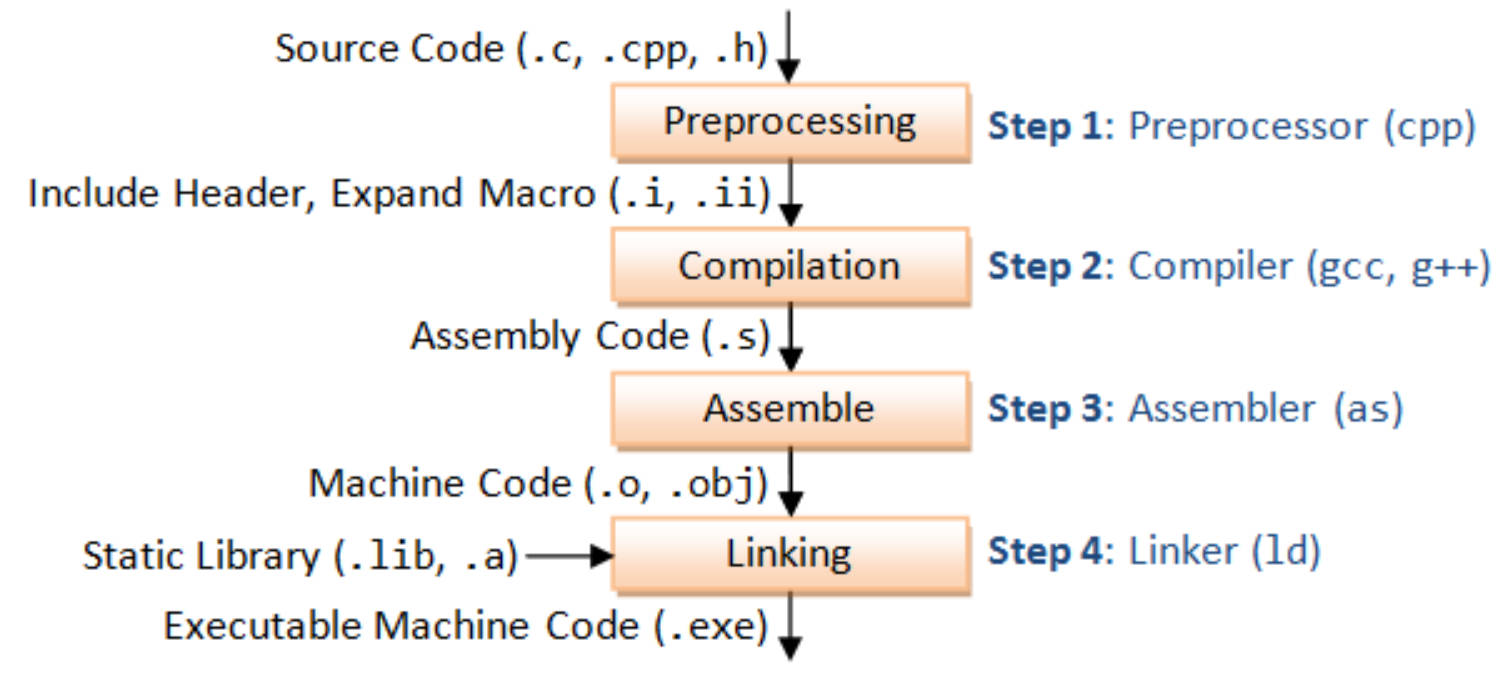 Source Code (.c, .cpp, .h)
Preprocessing
Step 1: Preprocessor (cpp)
Include Header, Expand Macro (.i, .ii)
Compilation
Step 2: Compiler (gcc, g++)
Assembly Code (.s)
Assemble
Step 3: Assembler (as)
Machine Code (.o, .obj)
Static Library (.lib, .a)
Linking
Step 4: Linker (ld)
Executable Machine Code (.exe)